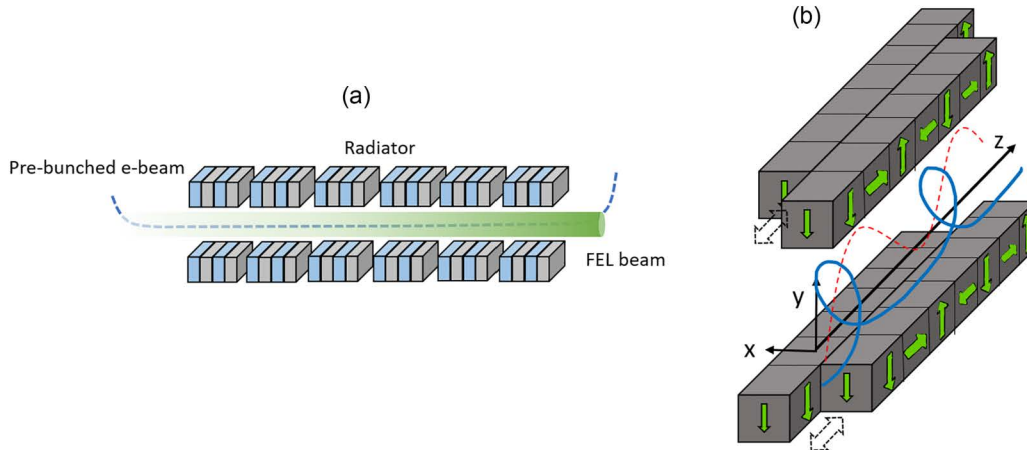 (a)
Radiator
Pre-bunched e-beam
FEL beam
(b)
z
y
x